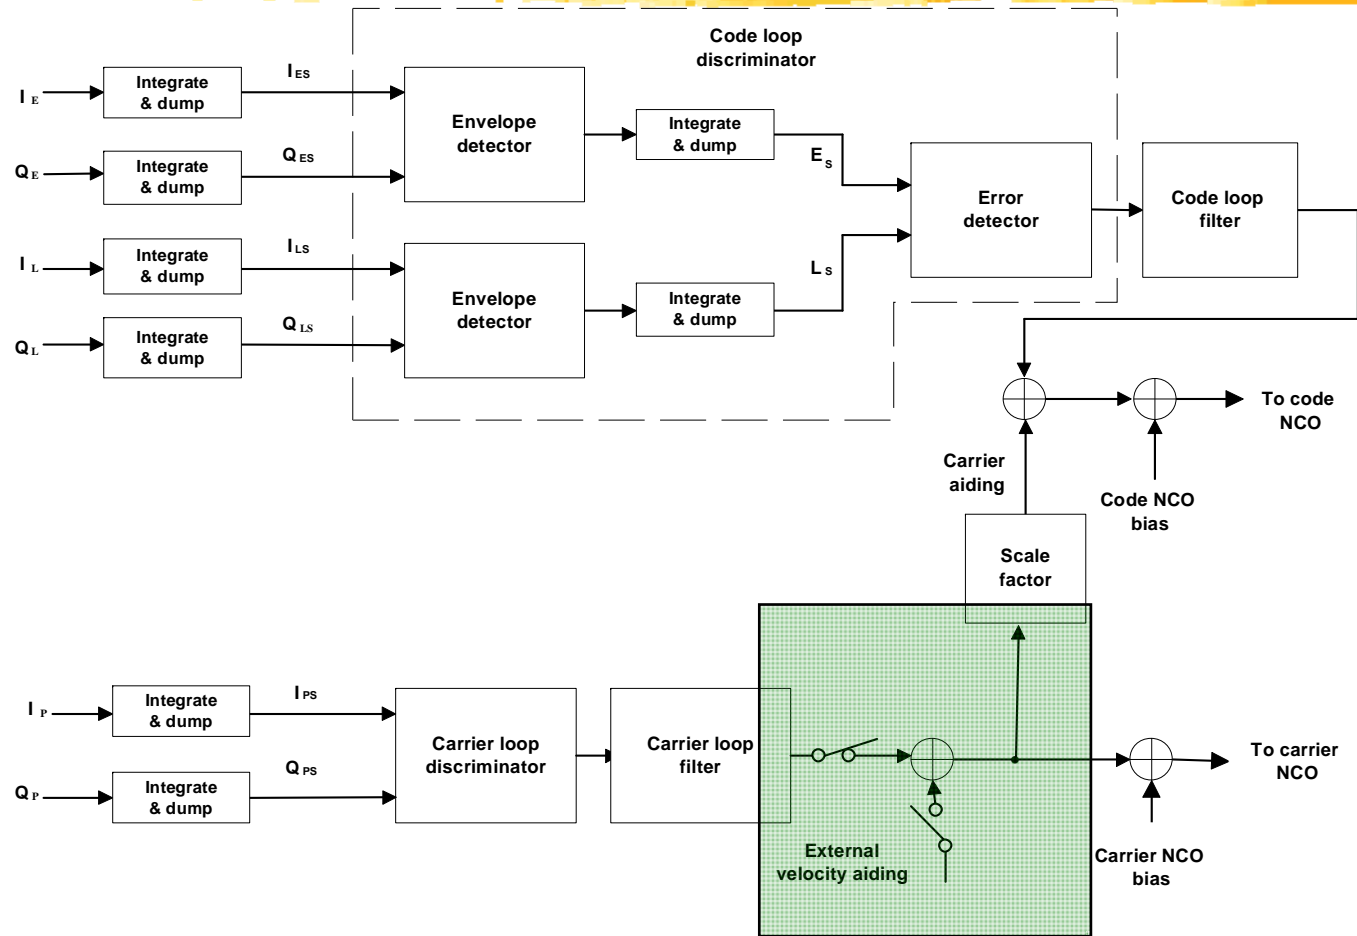 Code loop
discriminator
I E
Integrate
& dump
I ES
Envelope
detector
Integrate
& dump
E S
Q E
Integrate
& dump
Q ES
Error
detector
Code loop
filter
I L
Integrate
& dump
I LS
Envelope
detector
Integrate
& dump
L S
Q L
Integrate
& dump
Q LS
To code
NCO
Carrier
aiding
Code NCO
bias
Scale
factor
I P
Integrate
& dump
I PS
Carrier loop
discriminator
Carrier loop
filter
To carrier
NCO
Q P
Integrate
& dump
Q PS
External
velocity aiding
Carrier NCO
bias